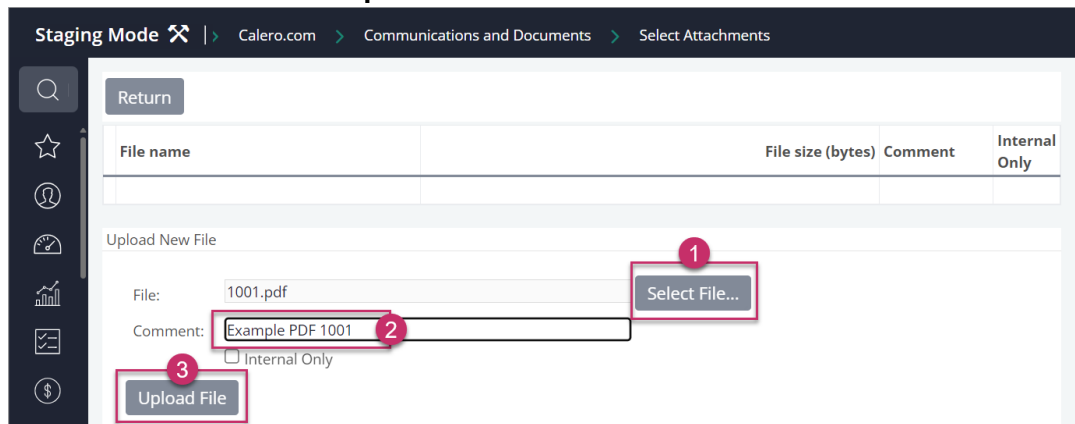 Staging Mode | > Calero.com > Communications and Documents > Select Attachments
Return
File name File size (bytes) Comment Internal Only
Upload New File
1
File: 1001.pdf Select File...
Comment: Example PDF 1001 2
Internal Only
3
Upload File